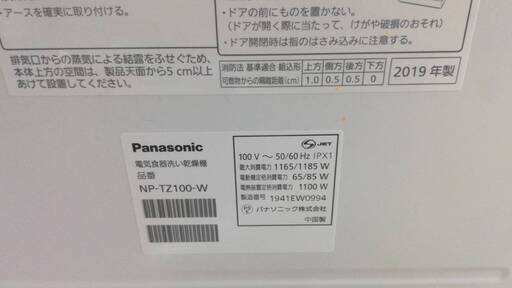 ・アースを確実に取り付ける
・ドアの前にものを置かない。
(ドアが開く際に当たって、けがや破損のおそれ)
・ドア開閉時は指のはさみ込みに注意する。
排気口からの蒸気による結露をふせぐため、
本体上方の空間は、製品天面から5 cm以上
あけて設置してください。
消防法 基準適合 組込形 上方 側方 後方 下方
可燃物からの離隔距離(cm) 1.0 0.5 0.5 0
2019 年製
Panasonic
電気食器洗い乾燥機
品番
NP-TZ100-W
JET
100 V ~ 50/60 Hz IPX1
最大消費電力 1165/1185 W
電動機定格消費電力 65/85 W
電熱装置定格消費電力 1100 W
製造番号 1941EW0994
パナソニック株式会社
中国製